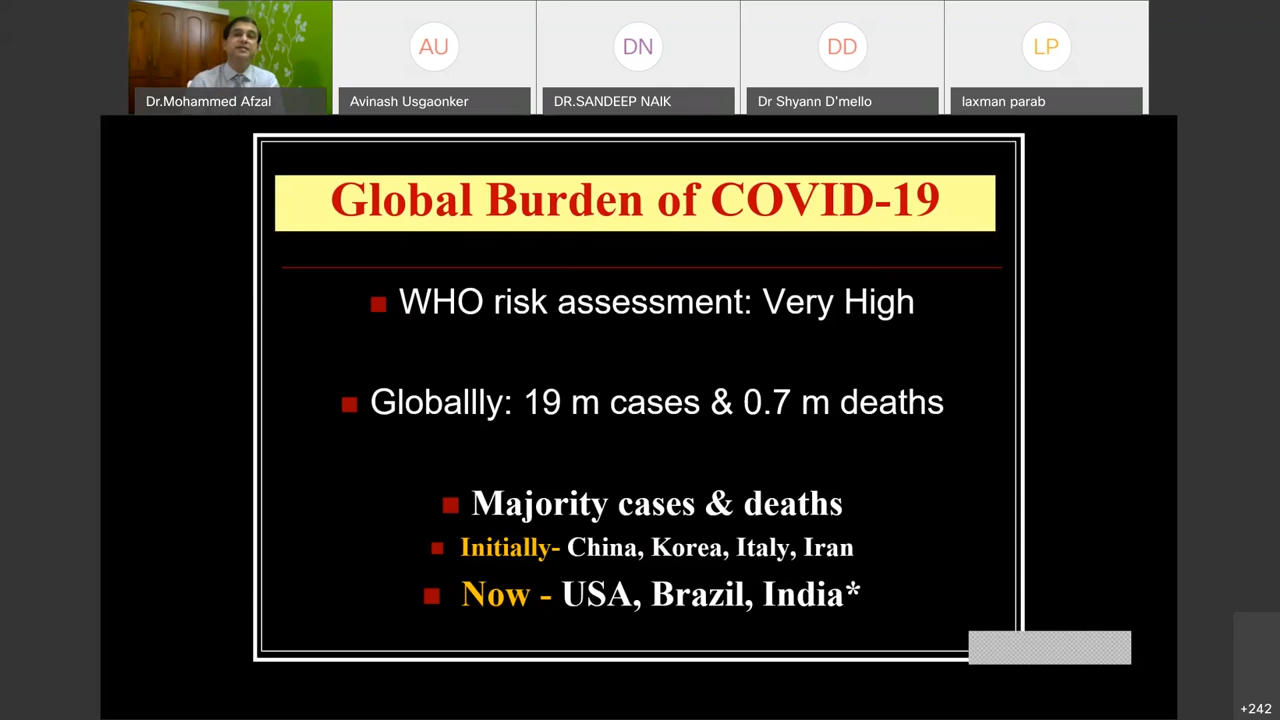 AU
DN
DD
LP
Dr.Mohammed Afzal
Avinash Usgaonker
DR.SANDEEP NAIK
Dr Shyann D'mello
laxman parab
Global Burden of COVID-19
WHO risk assessment: Very High
Globallly: 19 m cases & 0.7 m deaths
Majority cases & deaths
Initially- China, Korea, Italy, Iran
Now - USA, Brazil, India*
+242